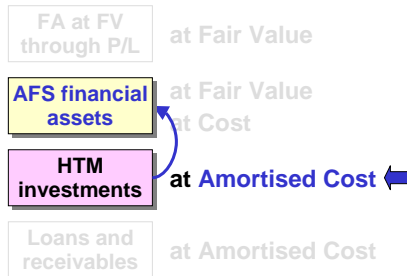 FA at FV
through P/L
at Fair Value
AFS financial
assets
at Fair Value
at Cost
HTM
investments
at Amortised Cost
Loans and
receivables
at Amortised Cost